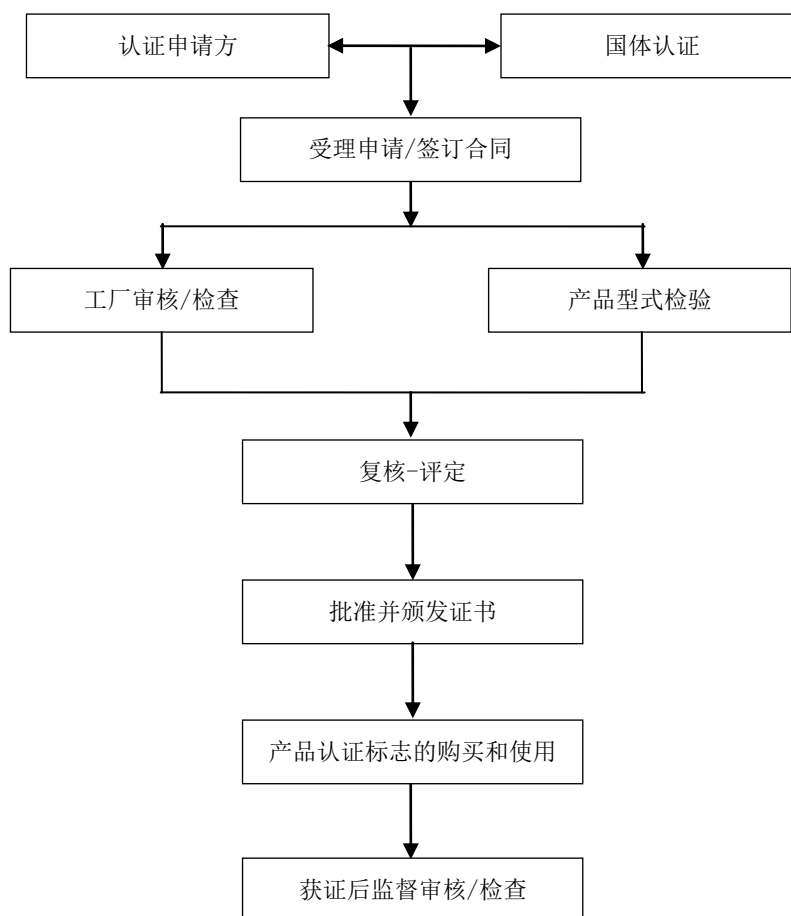 认证申请方
国体认证
受理申请/签订合同
工厂审核/检查
产品型式检验
复核-评定
批准并颁发证书
产品认证标志的购买和使用
获证后监督审核/检查